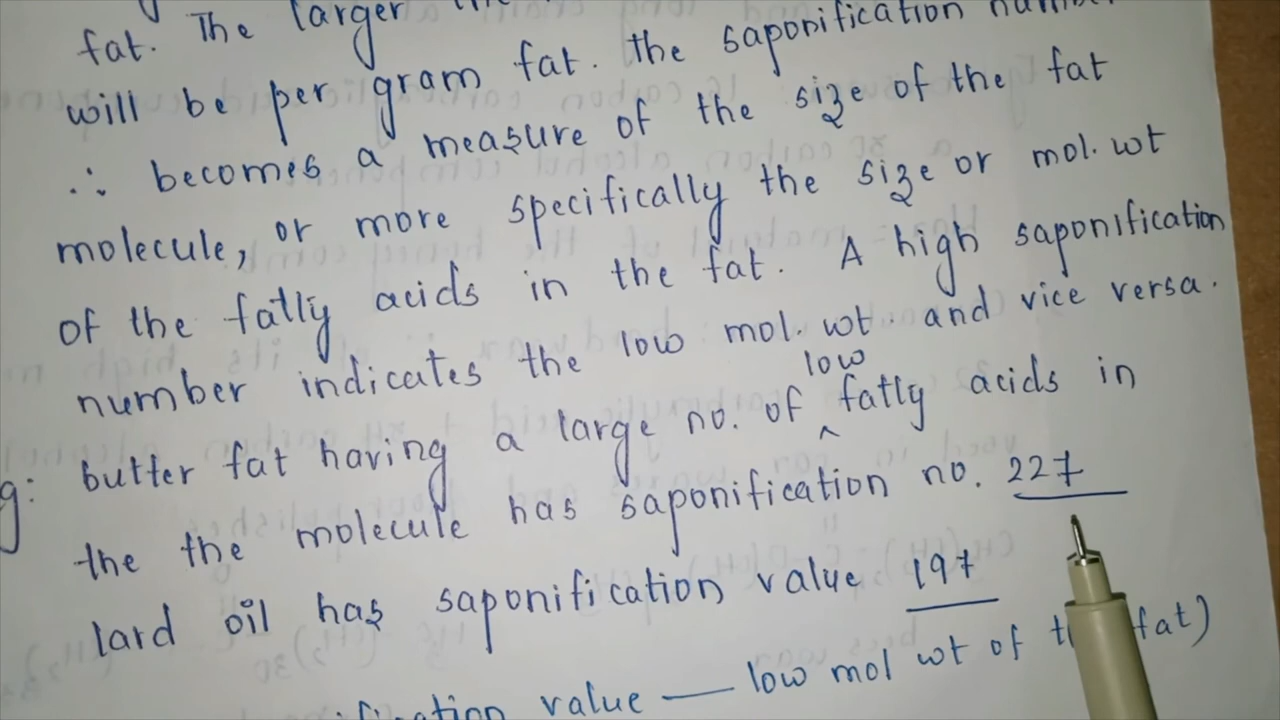 fat. The larger
will be per gram fat. the saponification
∴ becomes a measure of the size of the fat
molecule, or more specifically the size or mol. wt
of the fatty acids in the fat. A high saponification
number indicates the low mol. wt. and vice versa.
low
butter fat having a large no. of ^ fatty acids in
the the molecule has saponification no. 227
lard oil has saponification value 197
value — low mol wt of fat)